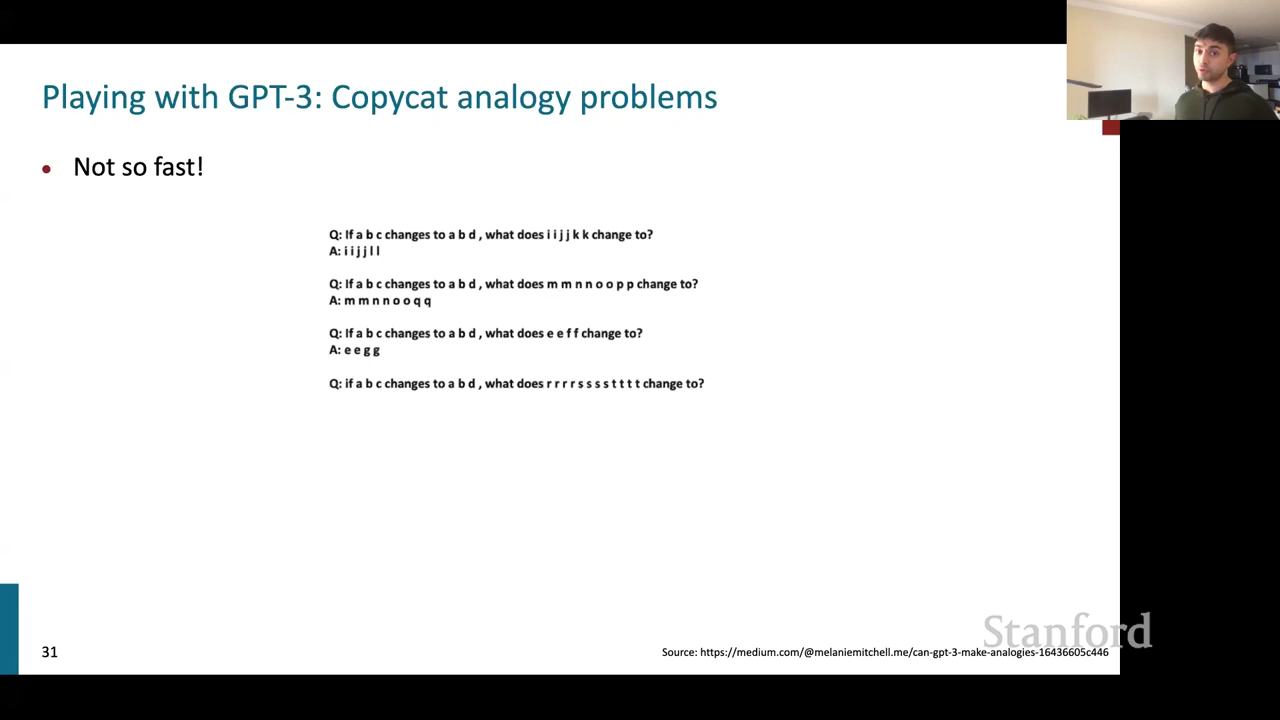 Playing with GPT-3: Copycat analogy problems
• Not so fast!
Q: If a b c changes to a b d , what does i i j j k k change to?
A: i i j j l l
Q: If a b c changes to a b d , what does m m n n o o p p change to?
A: m m n n o o q q
Q: If a b c changes to a b d , what does e e f f change to?
A: e e g g
Q: if a b c changes to a b d , what does r r r r s s s s t t t t change to?
Stanford
31
Source: https://medium.com/@melaniemitchell.me/can-gpt-3-make-analogies-16436605c446